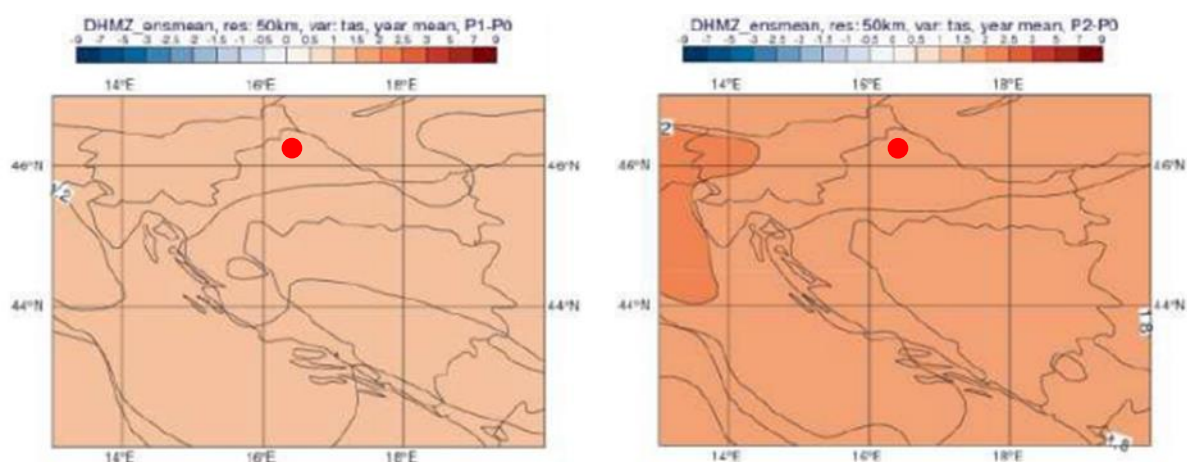 DHMZ_ensmean, res: 50km, var: tas, year mean, P1-P0
-9 -7 -5 -3 -2.5 -2 -1.5 -1 -0.5 0 0.5 1 1.5 2 2.5 3 5 7 9
14°E 16°E 18°E
46°N 46°N
44°N 44°N
14°E 16°E 18°E
DHMZ_ensmean, res: 50km, var: tas, year mean, P2-P0
-9 -7 -5 -3 -2.5 -2 -1.5 -1 -0.5 0 0.5 1 1.5 2 2.5 3 5 7 9
14°E 16°E 18°E
2
46°N 46°N
44°N 44°N
1.8
1.8
14°E 16°E 18°E